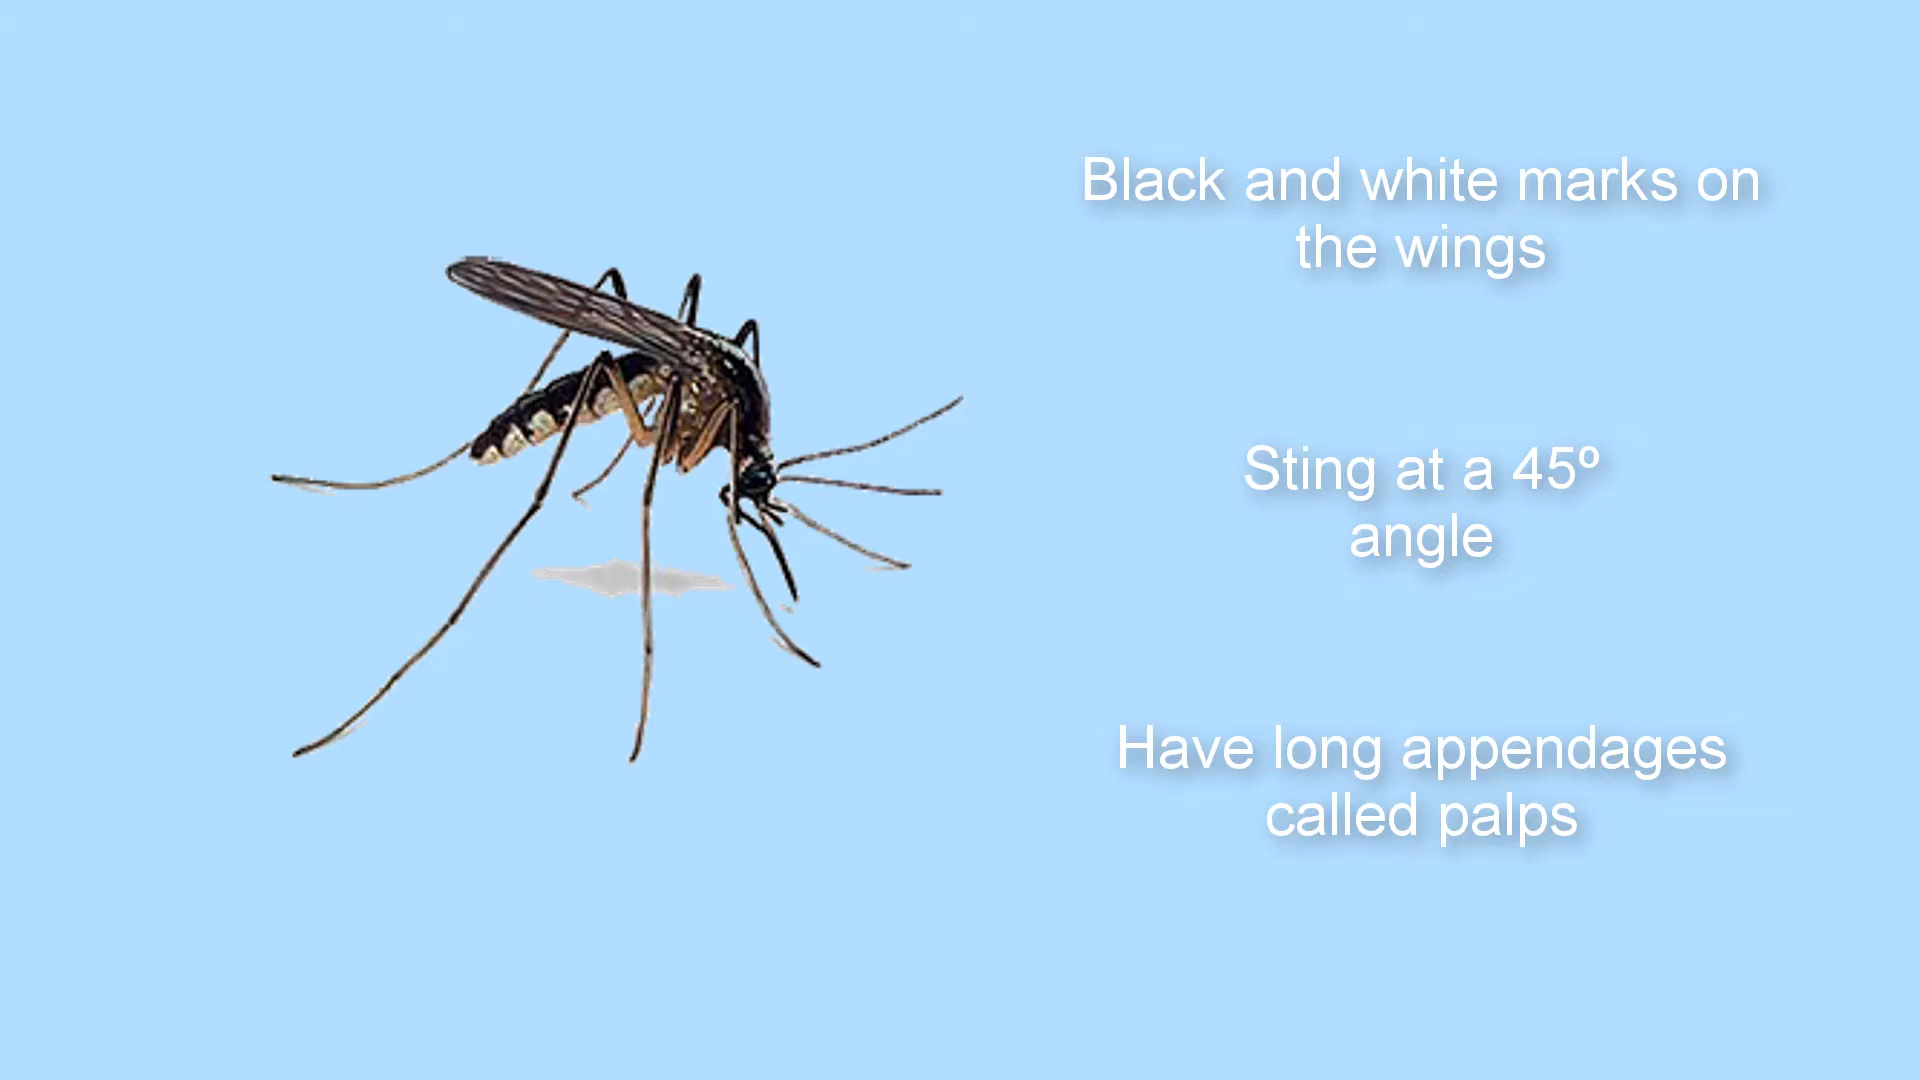 Black and white marks on
the wings
Sting at a 45º
angle
Have long appendages
called palps